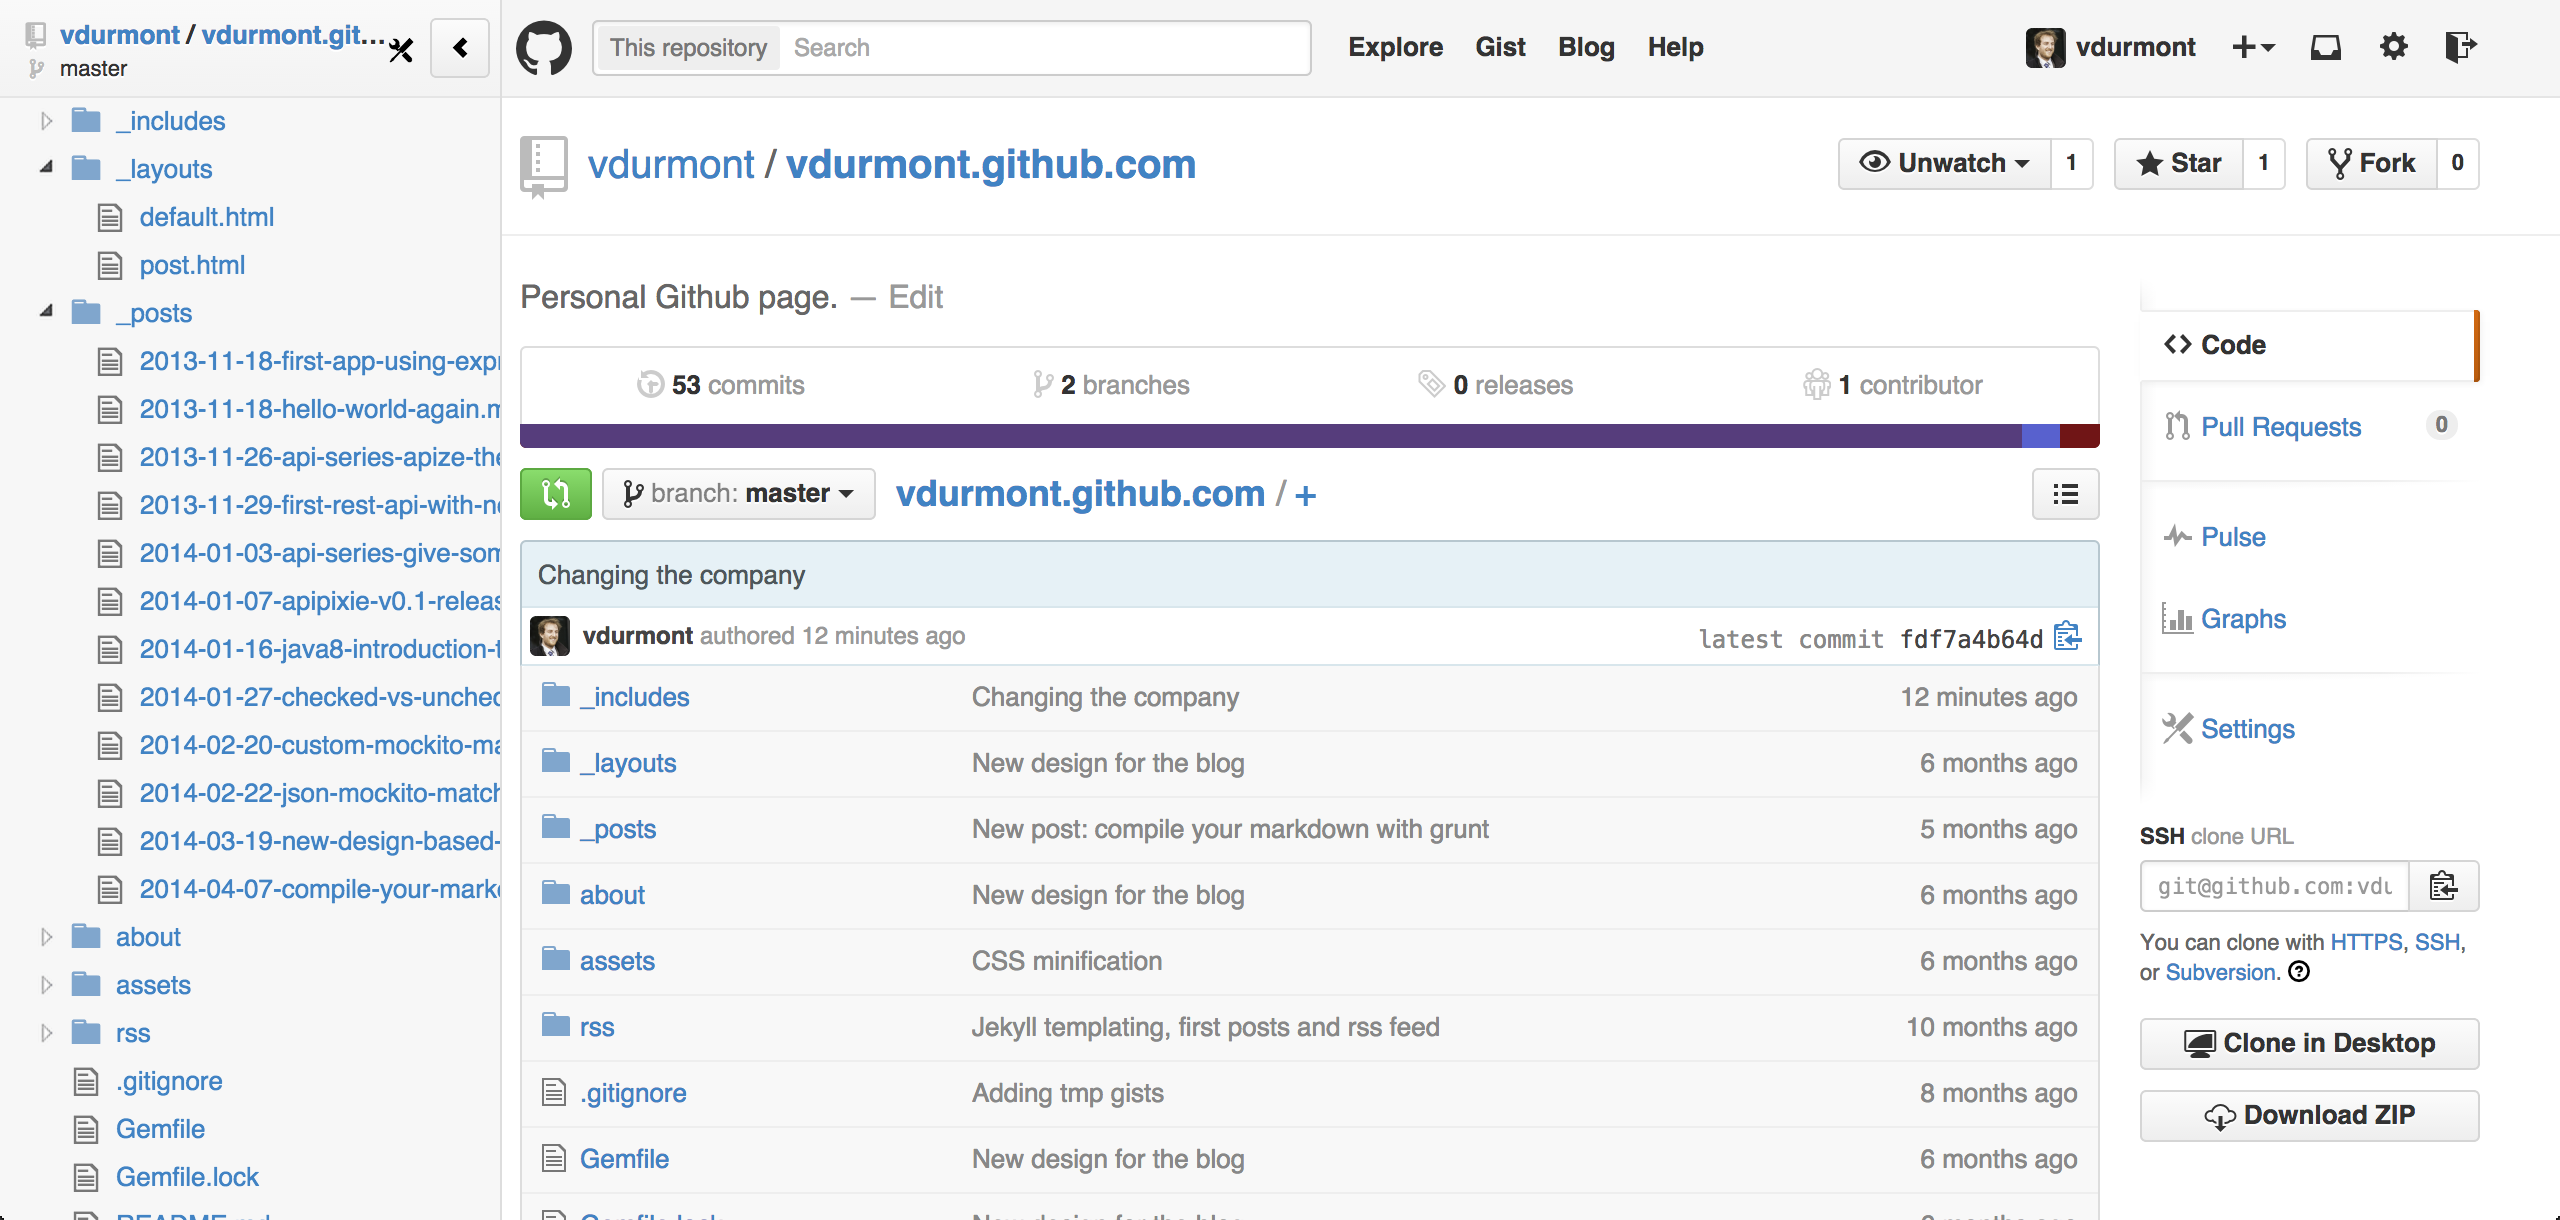 vdurmont / vdurmont.git...
master
_includes
_layouts
default.html
post.html
_posts
2013-11-18-first-app-using-exp
2013-11-18-hello-world-again.
2013-11-26-api-series-apize-the
2013-11-29-first-rest-api-with-n
2014-01-03-api-series-give-som
2014-01-07-apipixie-v0.1-releas
2014-01-16-java8-introduction-t
2014-01-27-checked-vs-unchec
2014-02-20-custom-mockito-ma
2014-02-22-json-mockito-match
2014-03-19-new-design-based-
2014-04-07-compile-your-mark
about
assets
rss
.gitignore
Gemfile
Gemfile.lock
This repository Search
Explore Gist Blog Help
vdurmont
vdurmont / vdurmont.github.com
Unwatch 1 Star 1 Fork 0
Personal Github page. — Edit
53 commits 2 branches 0 releases 1 contributor
branch: master vdurmont.github.com / +
Changing the company
vdurmont authored 12 minutes ago latest commit fdf7a4b64d
_includes Changing the company 12 minutes ago
_layouts New design for the blog 6 months ago
_posts New post: compile your markdown with grunt 5 months ago
about New design for the blog 6 months ago
assets CSS minification 6 months ago
rss Jekyll templating, first posts and rss feed 10 months ago
.gitignore Adding tmp gists 8 months ago
Gemfile New design for the blog 6 months ago
Code
Pull Requests 0
Pulse
Graphs
Settings
SSH clone URL
git@github.com:vdu
You can clone with HTTPS, SSH,
or Subversion.
Clone in Desktop
Download ZIP